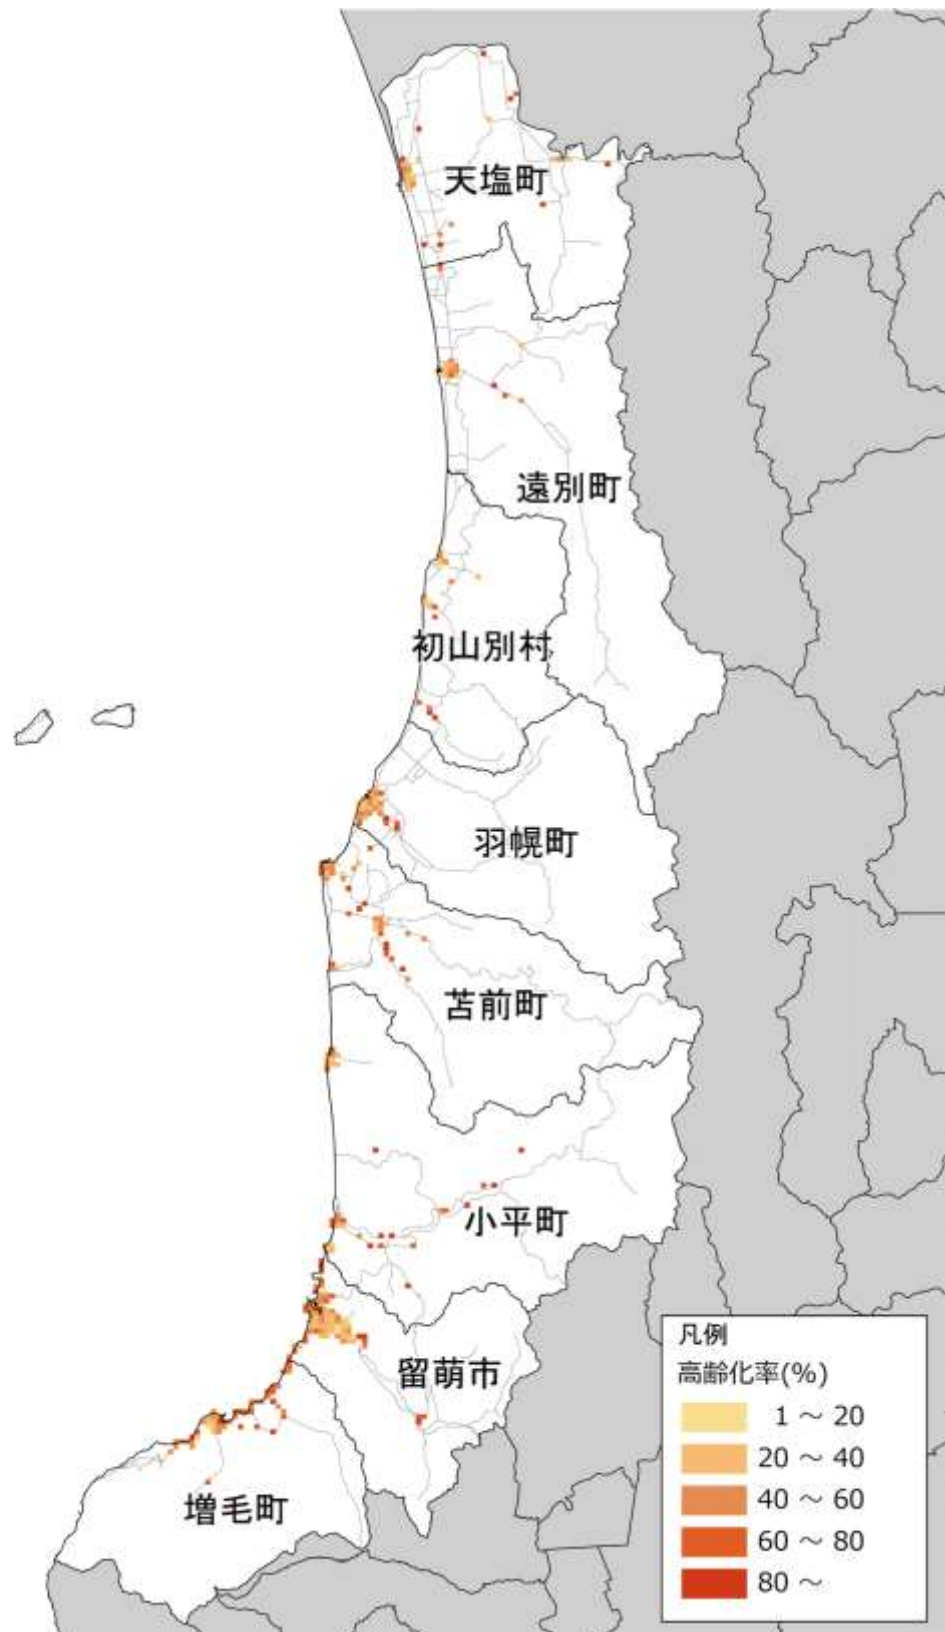 天塩町
遠別町
初山別村
羽幌町
苫前町
小平町
留萌市
増毛町
凡例
高齢化率(%)
1 ～ 20
20 ～ 40
40 ～ 60
60 ～ 80
80 ～